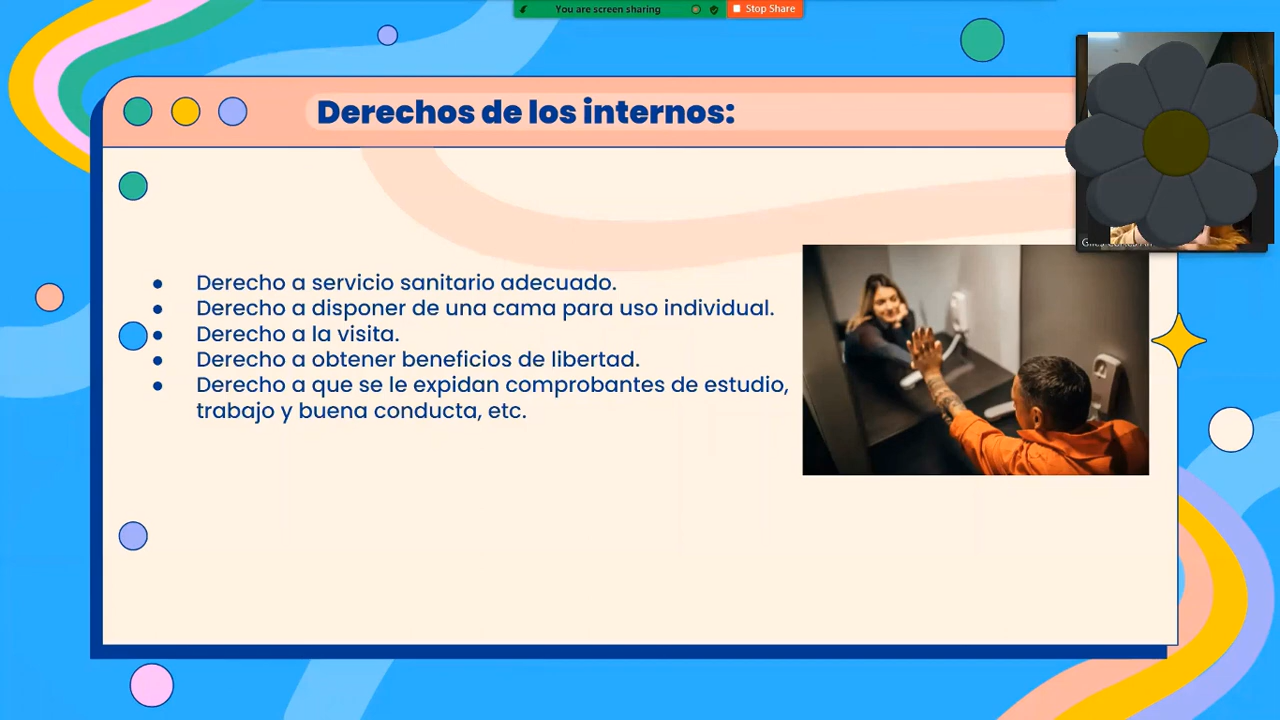 You are screen sharing
Stop Share
Derechos de los internos:
● Derecho a servicio sanitario adecuado.
● Derecho a disponer de una cama para uso individual.
● Derecho a la visita.
● Derecho a obtener beneficios de libertad.
● Derecho a que se le expidan comprobantes de estudio,
trabajo y buena conducta, etc.